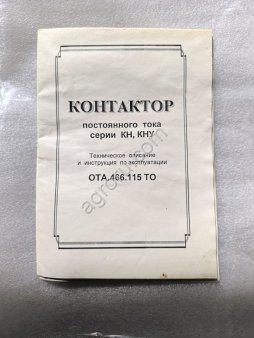 КОНТАКТОР
постоянного тока
серии КН, КНУ
Техническое описание
и инструкция по эксплуатации
ОТА.466.115 ТО